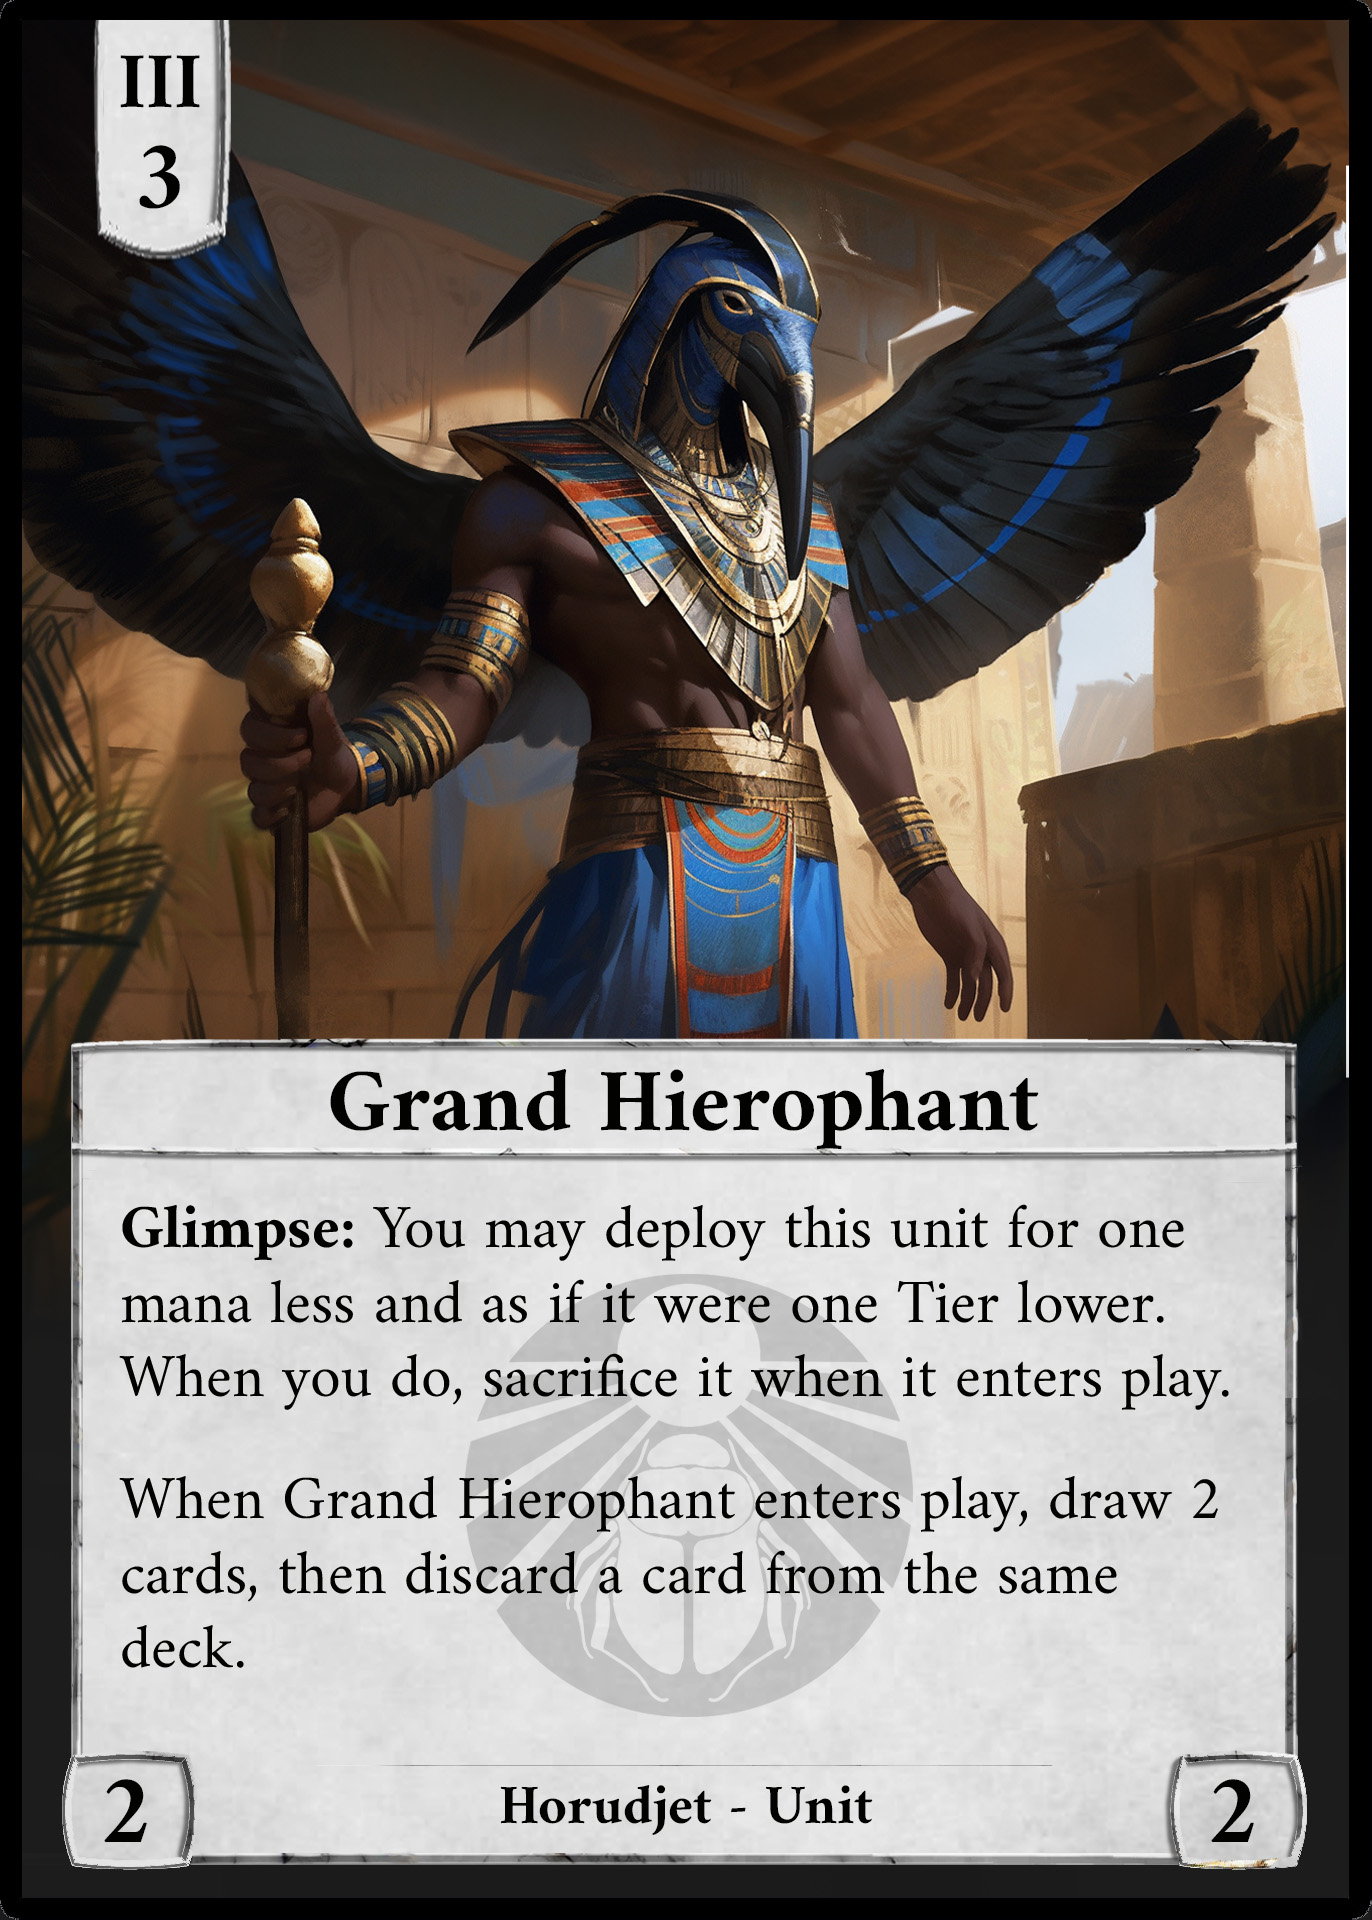 III
3
Grand Hierophant
Glimpse: You may deploy this unit for one
mana less and as if it were one Tier lower.
When you do, sacrifice it when it enters play.
When Grand Hierophant enters play, draw 2
cards, then discard a card from the same
deck.
2
Horudjet - Unit
2